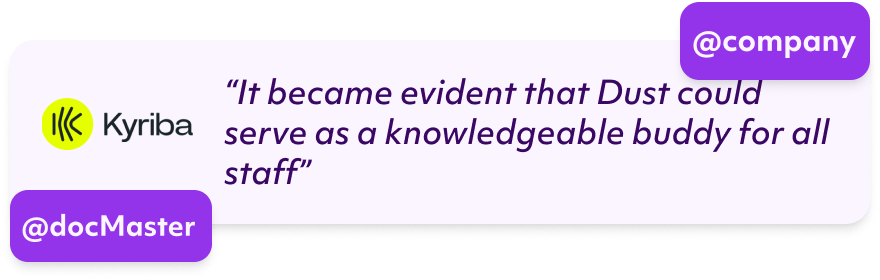 @company
“It became evident that Dust could
serve as a knowledgeable buddy for all
staff”
Kyriba
@docMaster